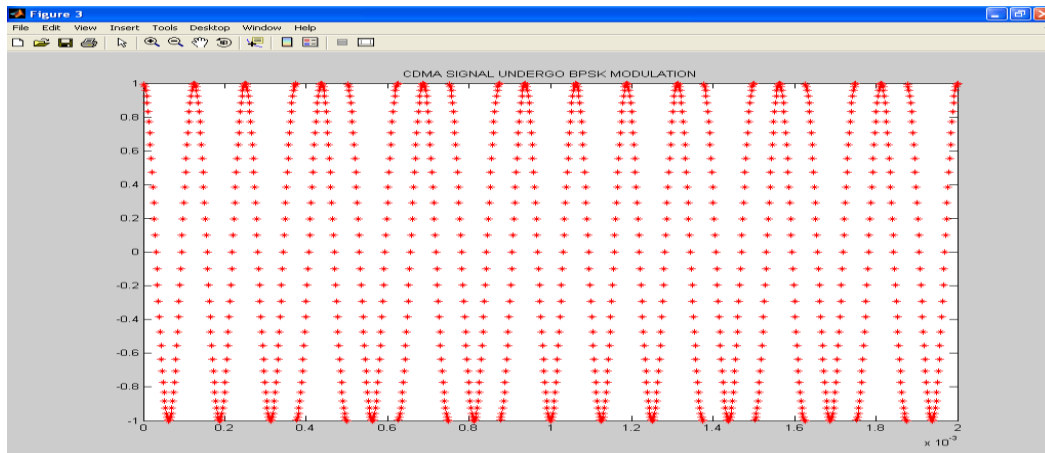 Figure 3
File Edit View Insert Tools Desktop Window Help
CDMA SIGNAL UNDERGO BPSK MODULATION
1
0.8
0.6
0.4
0.2
0
-0.2
-0.4
-0.6
-0.8
-1
0 0.2 0.4 0.6 0.8 1 1.2 1.4 1.6 1.8 2
x 10^-3